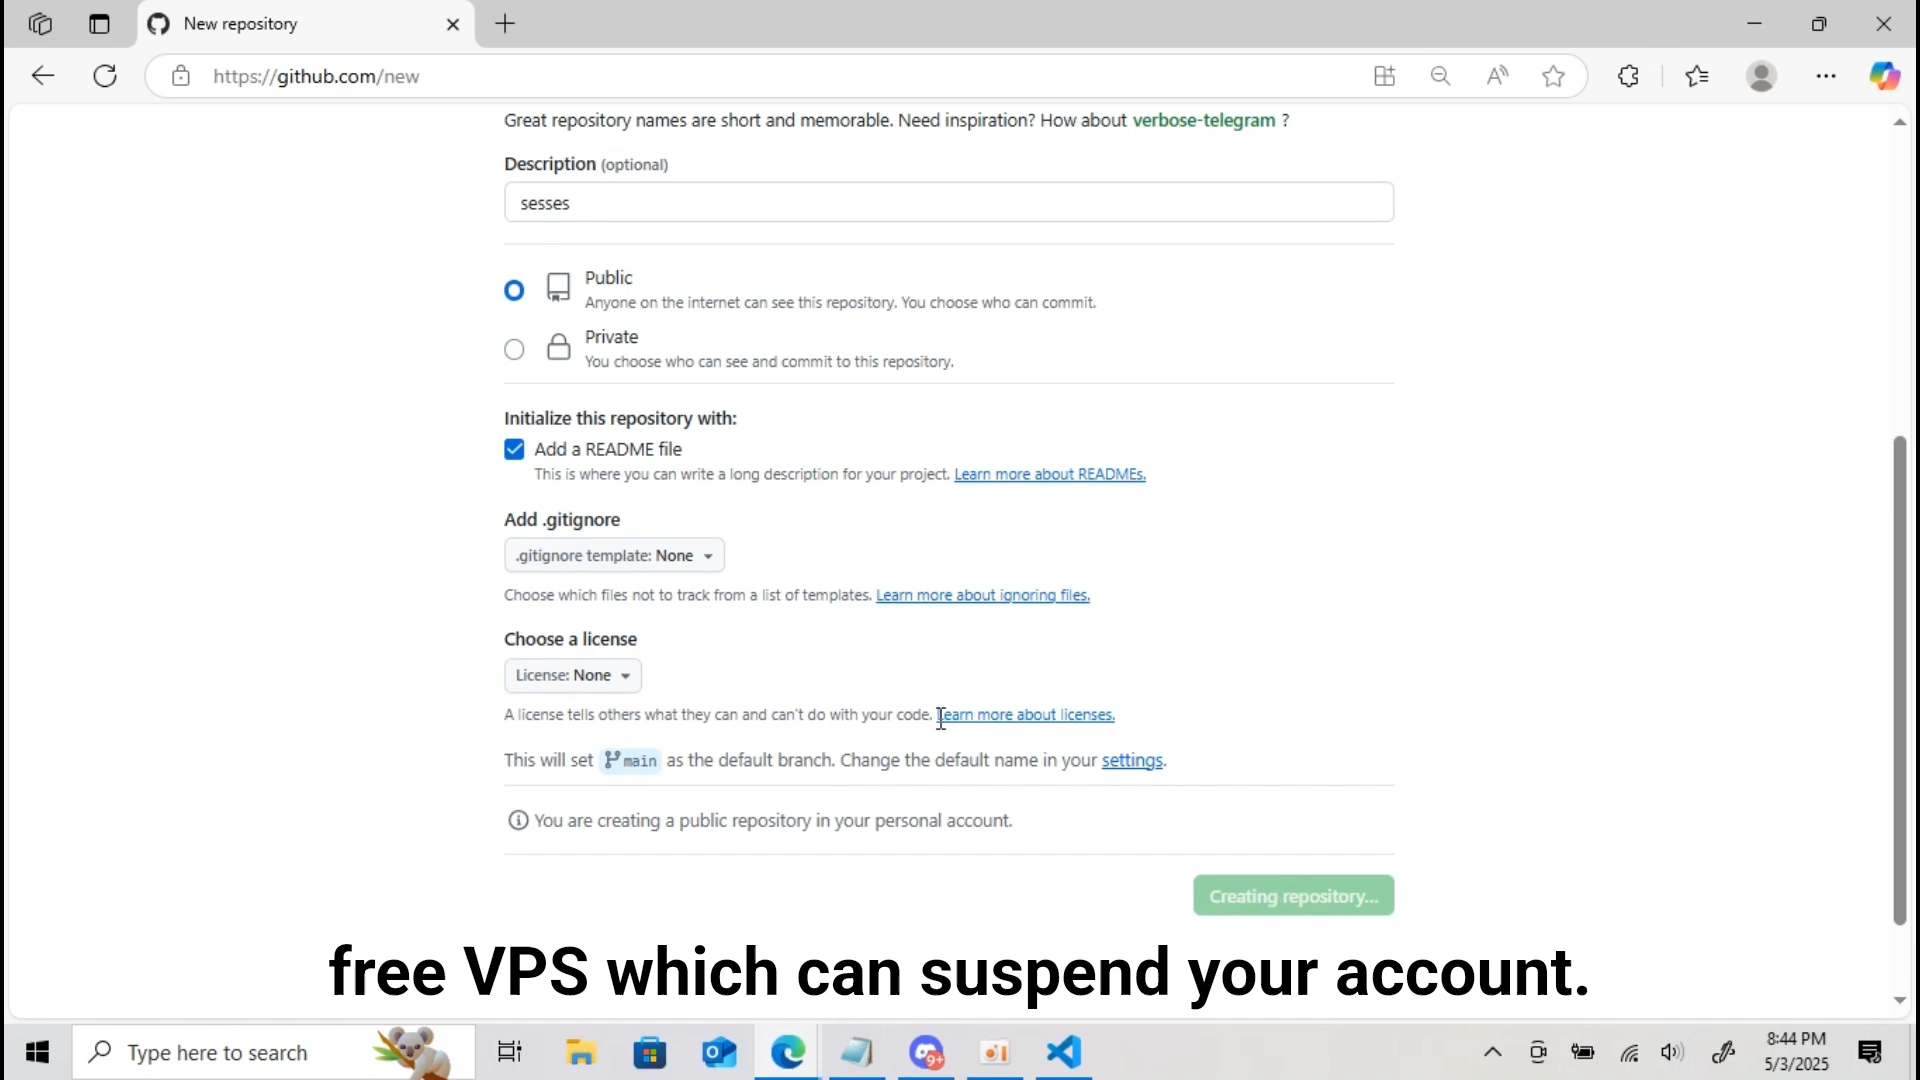 New repository
https://github.com/new
Great repository names are short and memorable. Need inspiration? How about verbose-telegram ?
Description (optional)
sesses
Public
Anyone on the internet can see this repository. You choose who can commit.
Private
You choose who can see and commit to this repository.
Initialize this repository with:
Add a README file
This is where you can write a long description for your project. Learn more about READMEs.
Add .gitignore
.gitignore template: None
Choose which files not to track from a list of templates. Learn more about ignoring files.
Choose a license
License: None
A license tells others what they can and can't do with your code. Learn more about licenses.
This will set main as the default branch. Change the default name in your settings.
You are creating a public repository in your personal account.
Creating repository...
free VPS which can suspend your account.
Type here to search
9+
8:44 PM
5/3/2025